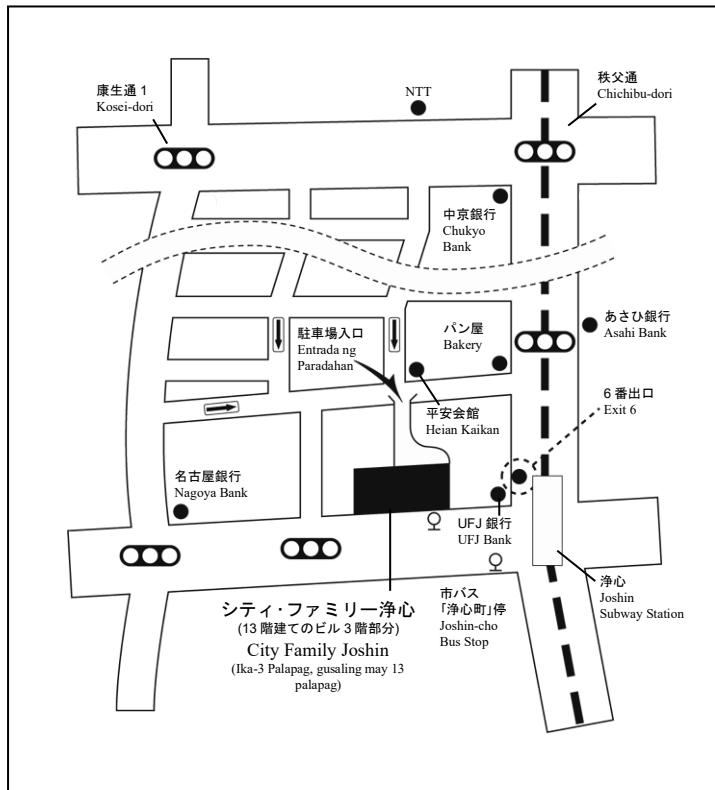 康生通 1
Kosei-dori
NTT
秩父通
Chichibu-dori
中京銀行
Chukyo
Bank
あさひ銀行
Asahi Bank
駐車場入口
Entrada ng
Paradahan
パン屋
Bakery
平安会館
Heian Kaikan
6 番出口
Exit 6
名古屋銀行
Nagoya Bank
UFJ 銀行
UFJ Bank
シティ・ファミリー浄心
(13 階建てのビル 3 階部分)
City Family Joshin
(Ika-3 Palapag, gusaling may 13
palapag)
市バス
「浄心町」停
Joshin-cho
Bus Stop
浄心
Joshin
Subway Station